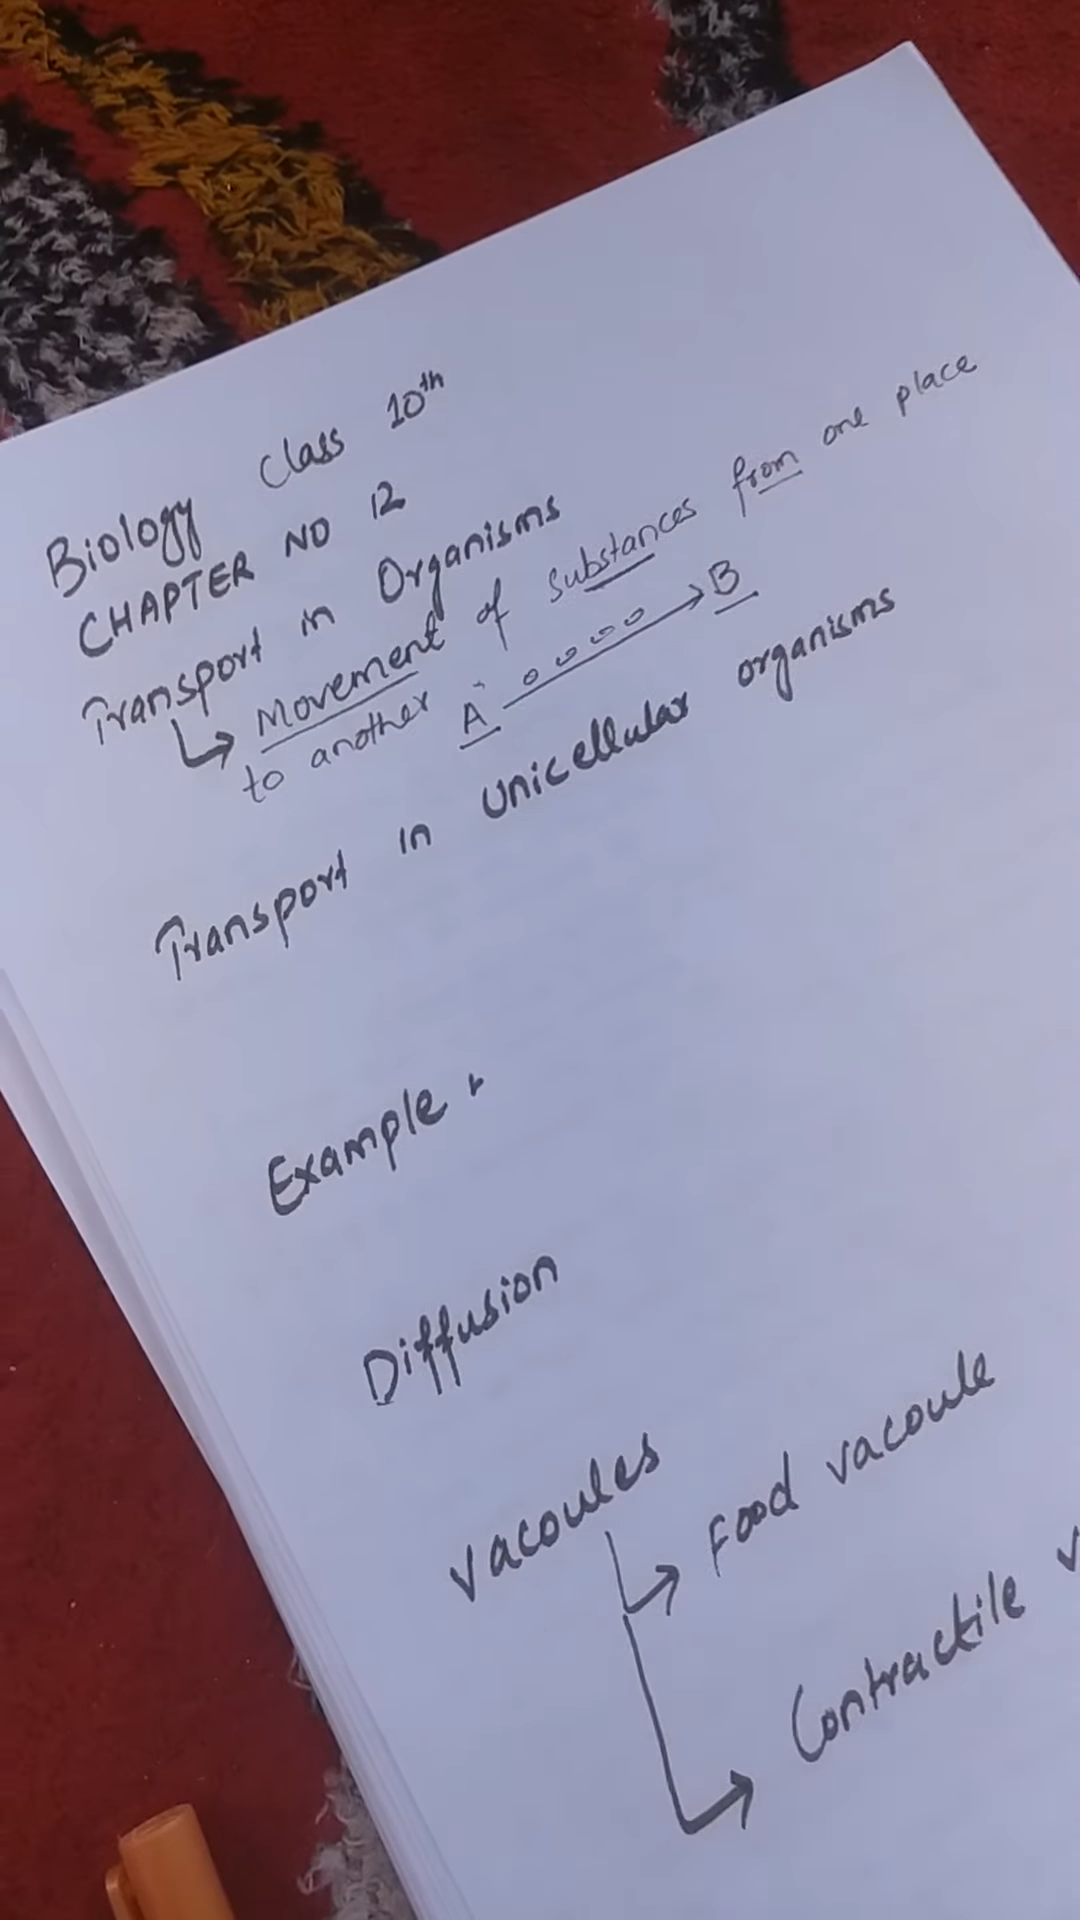 Biology Class 10th
CHAPTER NO 12
Transport in Organisms
Movement of substances from one place
to another A → B
Transport in Unicellular organisms
Example
Diffusion
Vacoules
Food vacoule
Contractile